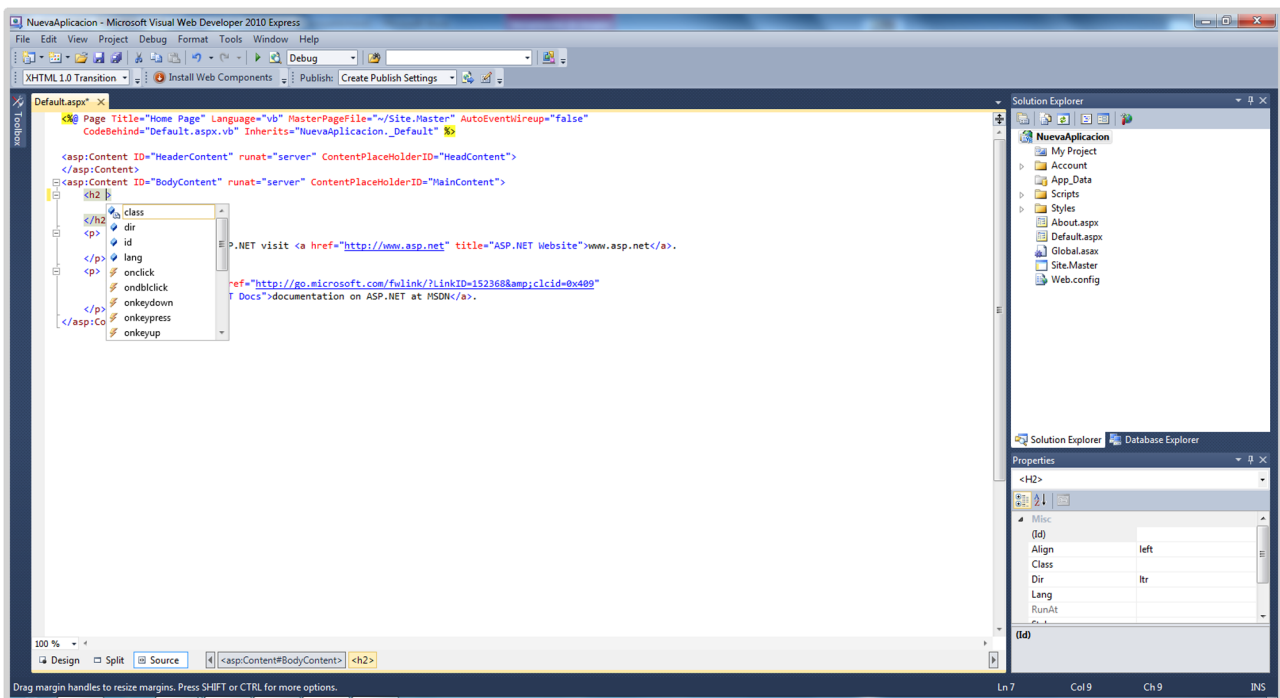 NuevaAplicacion - Microsoft Visual Web Developer 2010 Express
File Edit View Project Debug Format Tools Window Help
Debug
XHTML 1.0 Transition Install Web Components Publish: Create Publish Settings
Toolbox
Default.aspx*
<%@ Page Title="Home Page" Language="vb" MasterPageFile="~/Site.Master" AutoEventWireup="false"
CodeBehind="Default.aspx.vb" Inherits="NuevaAplicacion._Default" %>
<asp:Content ID="HeaderContent" runat="server" ContentPlaceHolderID="HeadContent">
</asp:Content>
<asp:Content ID="BodyContent" runat="server" ContentPlaceHolderID="MainContent">
<h2 >
</h2
<p>
P.NET visit <a href="http://www.asp.net" title="ASP.NET Website">www.asp.net</a>.
</p>
<p>
ref="http://go.microsoft.com/fwlink/?LinkID=152368&amp;clcid=0x409"
T Docs">documentation on ASP.NET at MSDN</a>.
</p>
</asp:Co
class
dir
id
lang
onclick
ondblclick
onkeydown
onkeypress
onkeyup
100 %
Design Split Source <asp:Content#BodyContent> <h2>
Solution Explorer
NuevaAplicacion
My Project
Account
App_Data
Scripts
Styles
About.aspx
Default.aspx
Global.asax
Site.Master
Web.config
Solution Explorer Database Explorer
Properties
<H2>
Misc
(Id)
Align left
Class
Dir ltr
Lang
RunAt
(Id)
Drag margin handles to resize margins. Press SHIFT or CTRL for more options. Ln 7 Col 9 Ch 9 INS